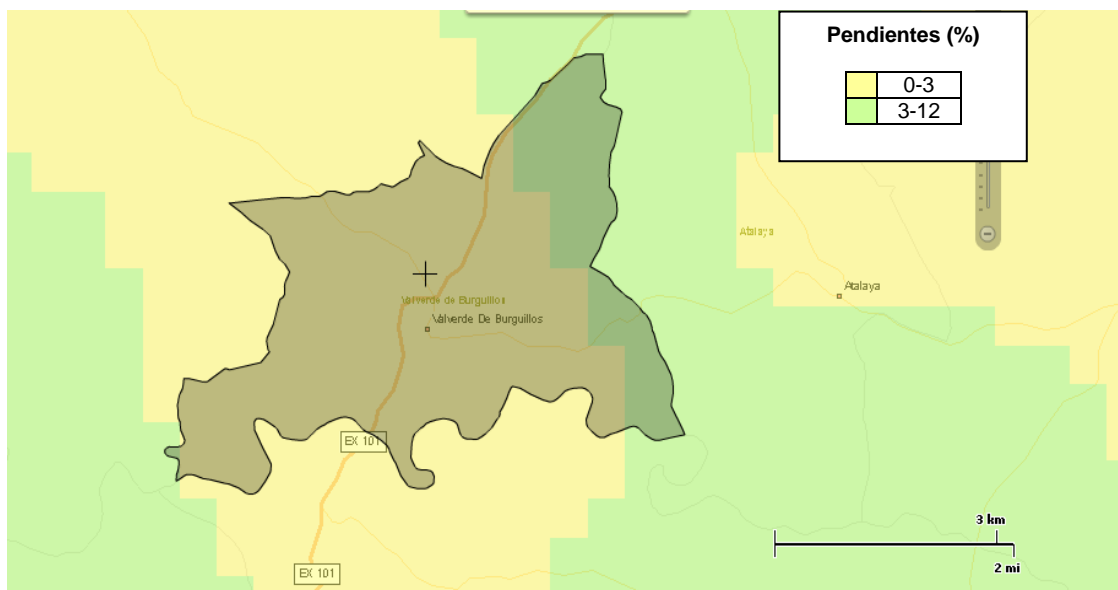 Pendientes (%)
0-3
3-12
Atalaya
Atalaya
Valverde de Burguillos
Valverde De Burguillos
EX 101
3 km
2 mi
EX 101